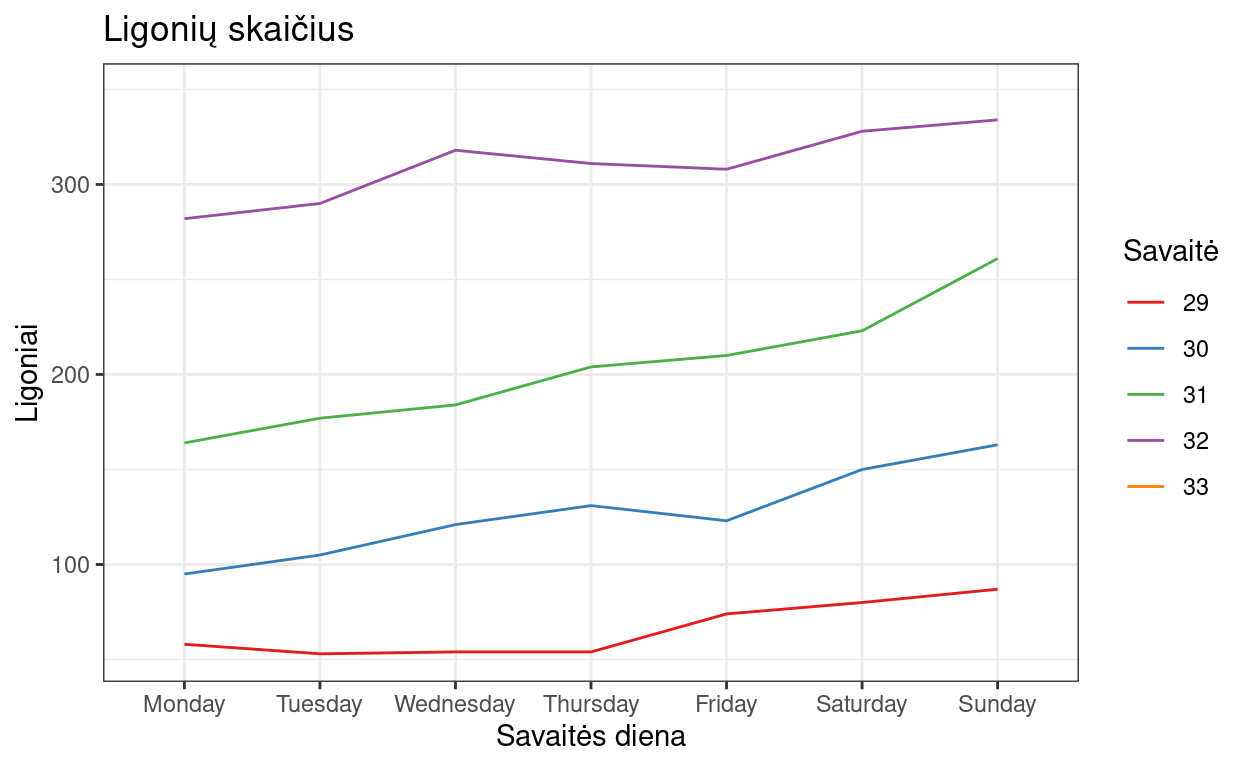 Ligonių skaičius
300
200
100
Ligoniai
Monday Tuesday Wednesday Thursday Friday Saturday Sunday
Savaitės diena
Savaitė
29
30
31
32
33